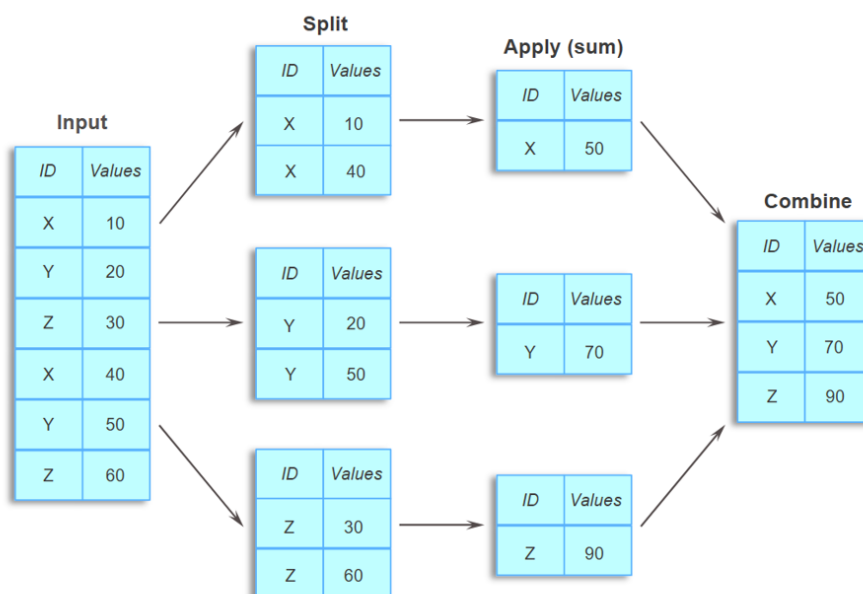 Input
ID Values
X 10
Y 20
Z 30
X 40
Y 50
Z 60
Split
ID Values
X 10
X 40
ID Values
Y 20
Y 50
ID Values
Z 30
Z 60
Apply (sum)
ID Values
X 50
ID Values
Y 70
ID Values
Z 90
Combine
ID Values
X 50
Y 70
Z 90